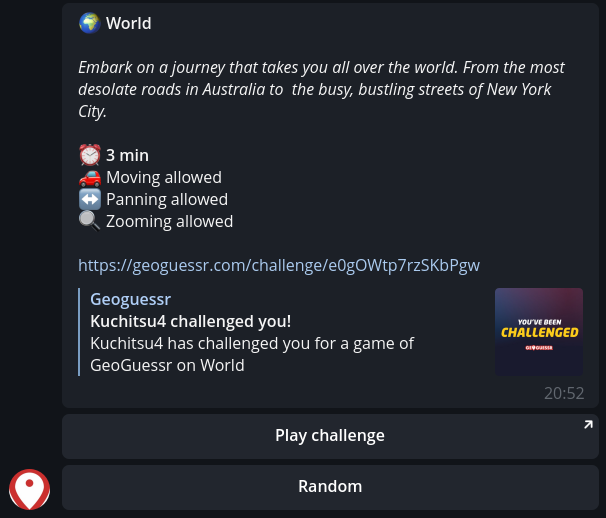 World
Embark on a journey that takes you all over the world. From the most
desolate roads in Australia to  the busy, bustling streets of New York
City.
3 min
Moving allowed
Panning allowed
Zooming allowed
https://geoguessr.com/challenge/e0gOWtp7rzSKbPgw
Geoguessr
Kuchitsu4 challenged you!
Kuchitsu4 has challenged you for a game of
GeoGuessr on World
YOU'VE BEEN
CHALLENGED
GEOGUESSR
20:52
Play challenge
Random